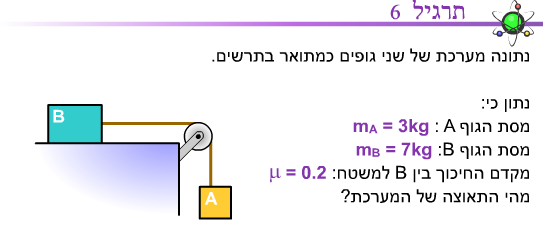 תרגיל 6
נתונה מערכת של שני גופים כמתואר בתרשים.
נתון כי:
מסת הגוף A : mA = 3kg
מסת הגוף B: mB = 7kg
מקדם החיכוך בין B למשטח: μ = 0.2
מהי התאוצה של המערכת?
B
A